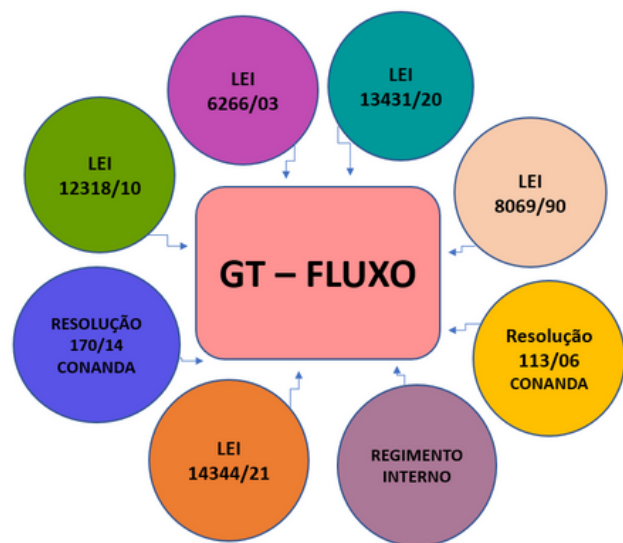 LEI
6266/03
LEI
13431/20
LEI
12318/10
LEI
8069/90
GT – FLUXO
RESOLUÇÃO
170/14
CONANDA
Resolução
113/06
CONANDA
LEI
14344/21
REGIMENTO
INTERNO